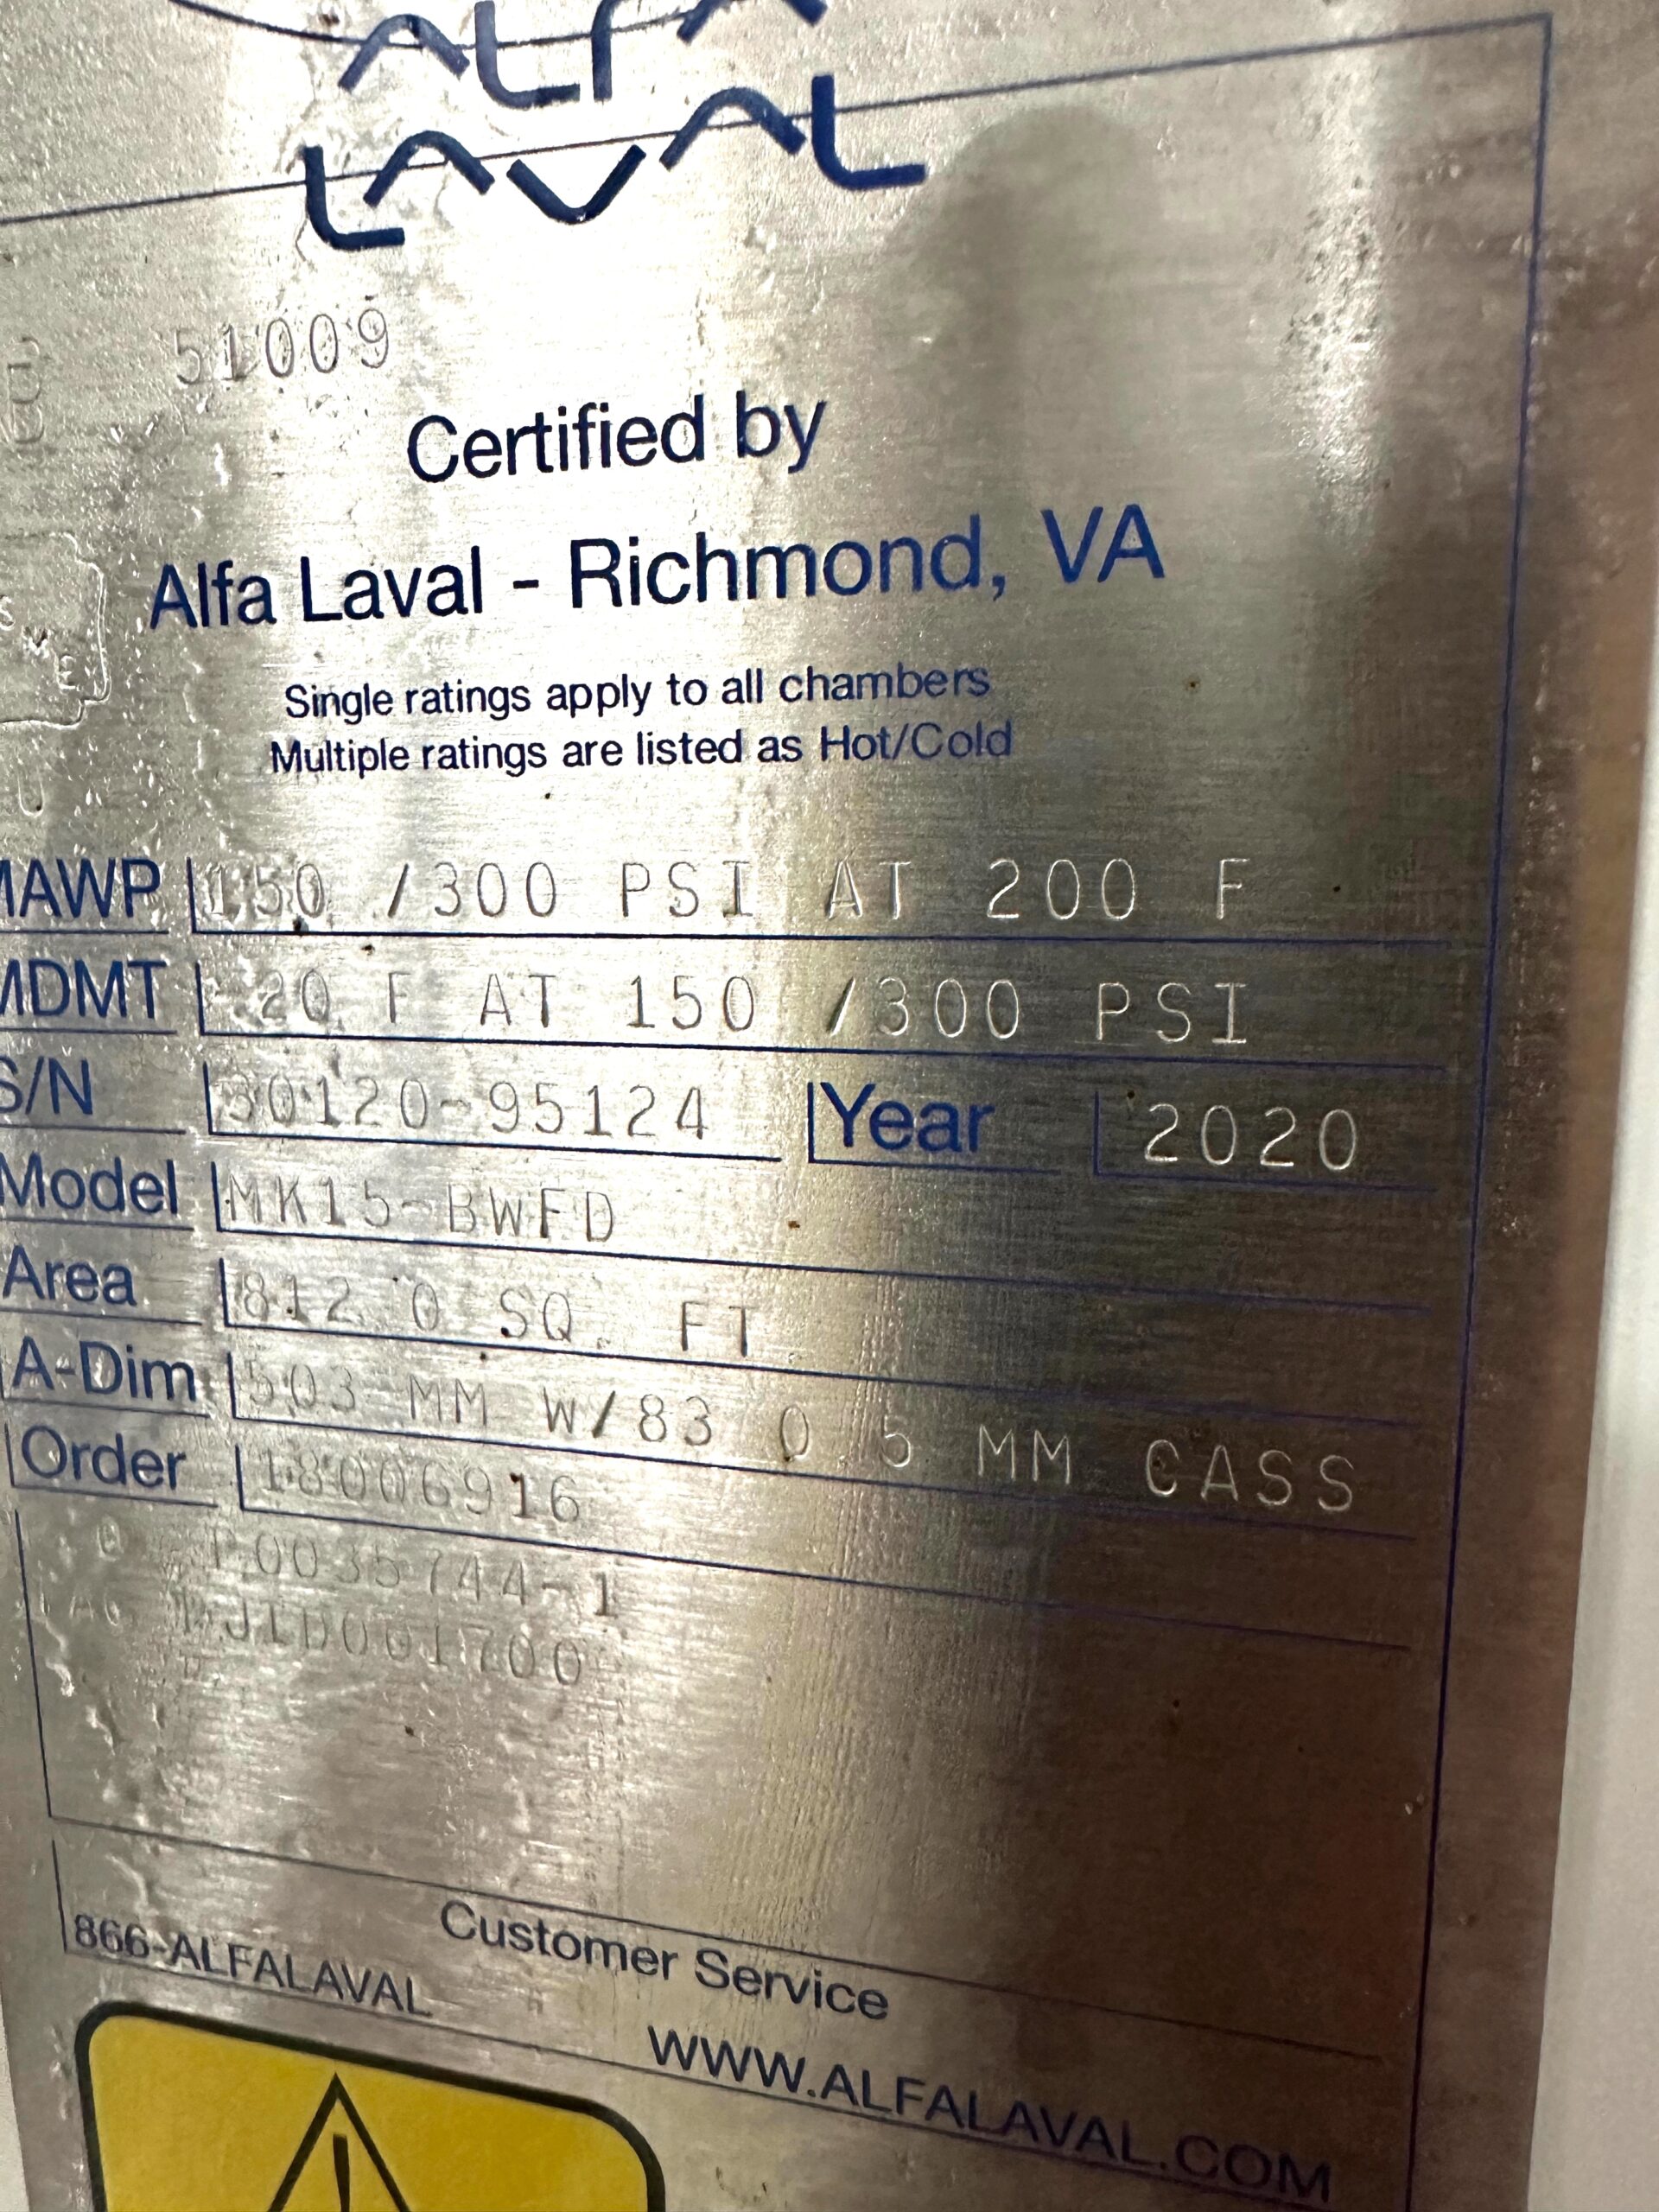 ALFA
LAVAL
51009
Certified by
Alfa Laval - Richmond, VA
Single ratings apply to all chambers
Multiple ratings are listed as Hot/Cold
MAWP 150 /300 PSI AT 200 F
MDMT 20 F AT 150 /300 PSI
S/N 30120-95124 Year 2020
Model MK15-BWFD
Area 812.0 SQ. FT
A-Dim 503 MM W/83 0.5 MM CASS
Order 18006916
Customer Service
866-ALFALAVAL
WWW.ALFALAVAL.COM